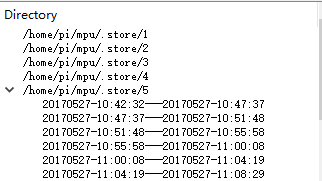 Directory
/home/pi/mpu/.store/1
/home/pi/mpu/.store/2
/home/pi/mpu/.store/3
/home/pi/mpu/.store/4
/home/pi/mpu/.store/5
20170527-10:42:32——20170527-10:47:37
20170527-10:47:37——20170527-10:51:48
20170527-10:51:48——20170527-10:55:58
20170527-10:55:58——20170527-11:00:08
20170527-11:00:08——20170527-11:04:19
20170527-11:04:19——20170527-11:08:29